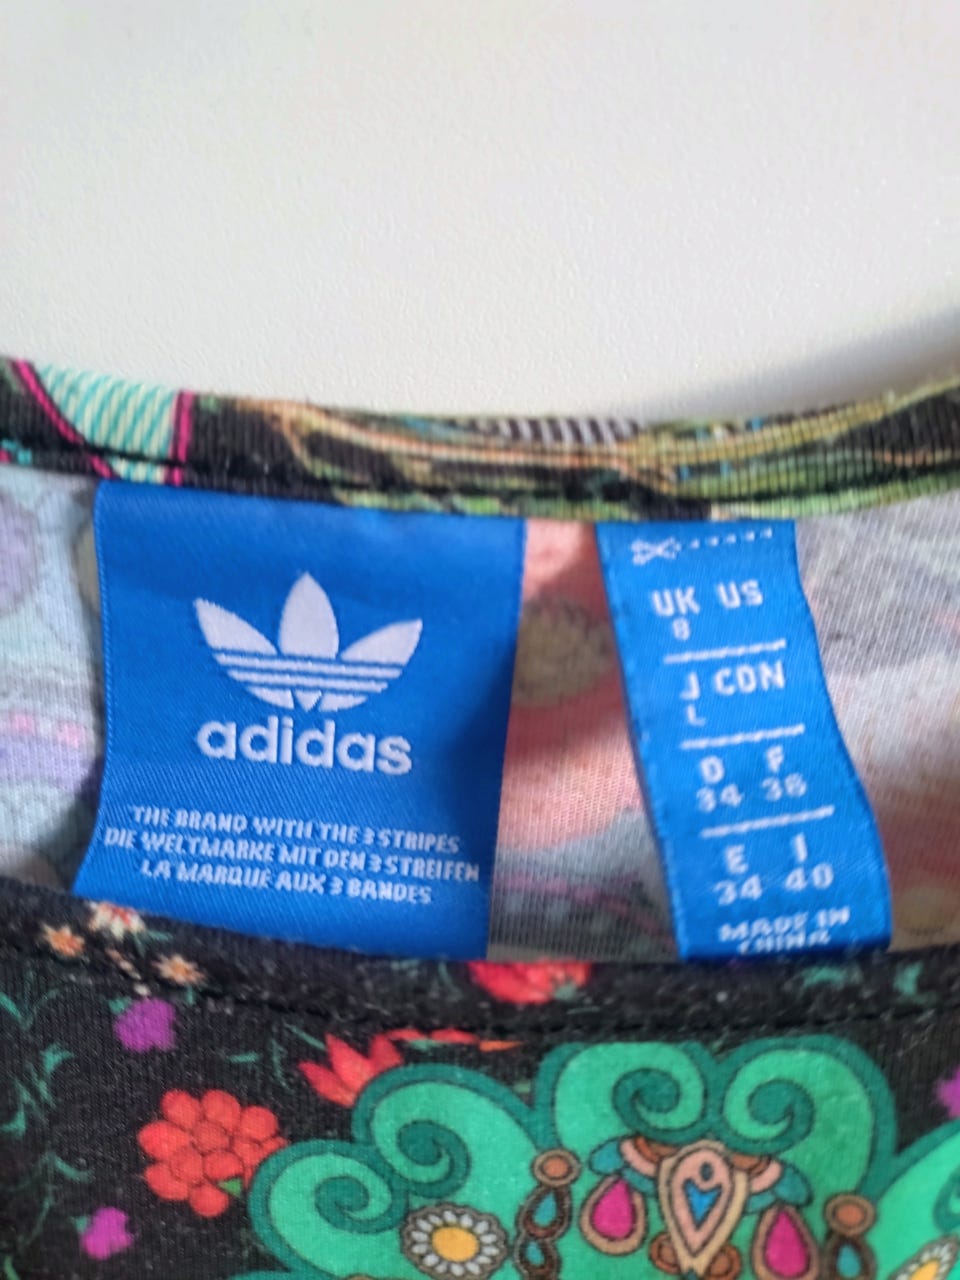 adidas
THE BRAND WITH THE 3 STRIPES
DIE WELTMARKE MIT DEN 3 STREIFEN
LA MARQUE AUX 3 BANDES
UK US
8
J CDN
L
D F
34 36
E I
34 40
MADE IN
CHINA